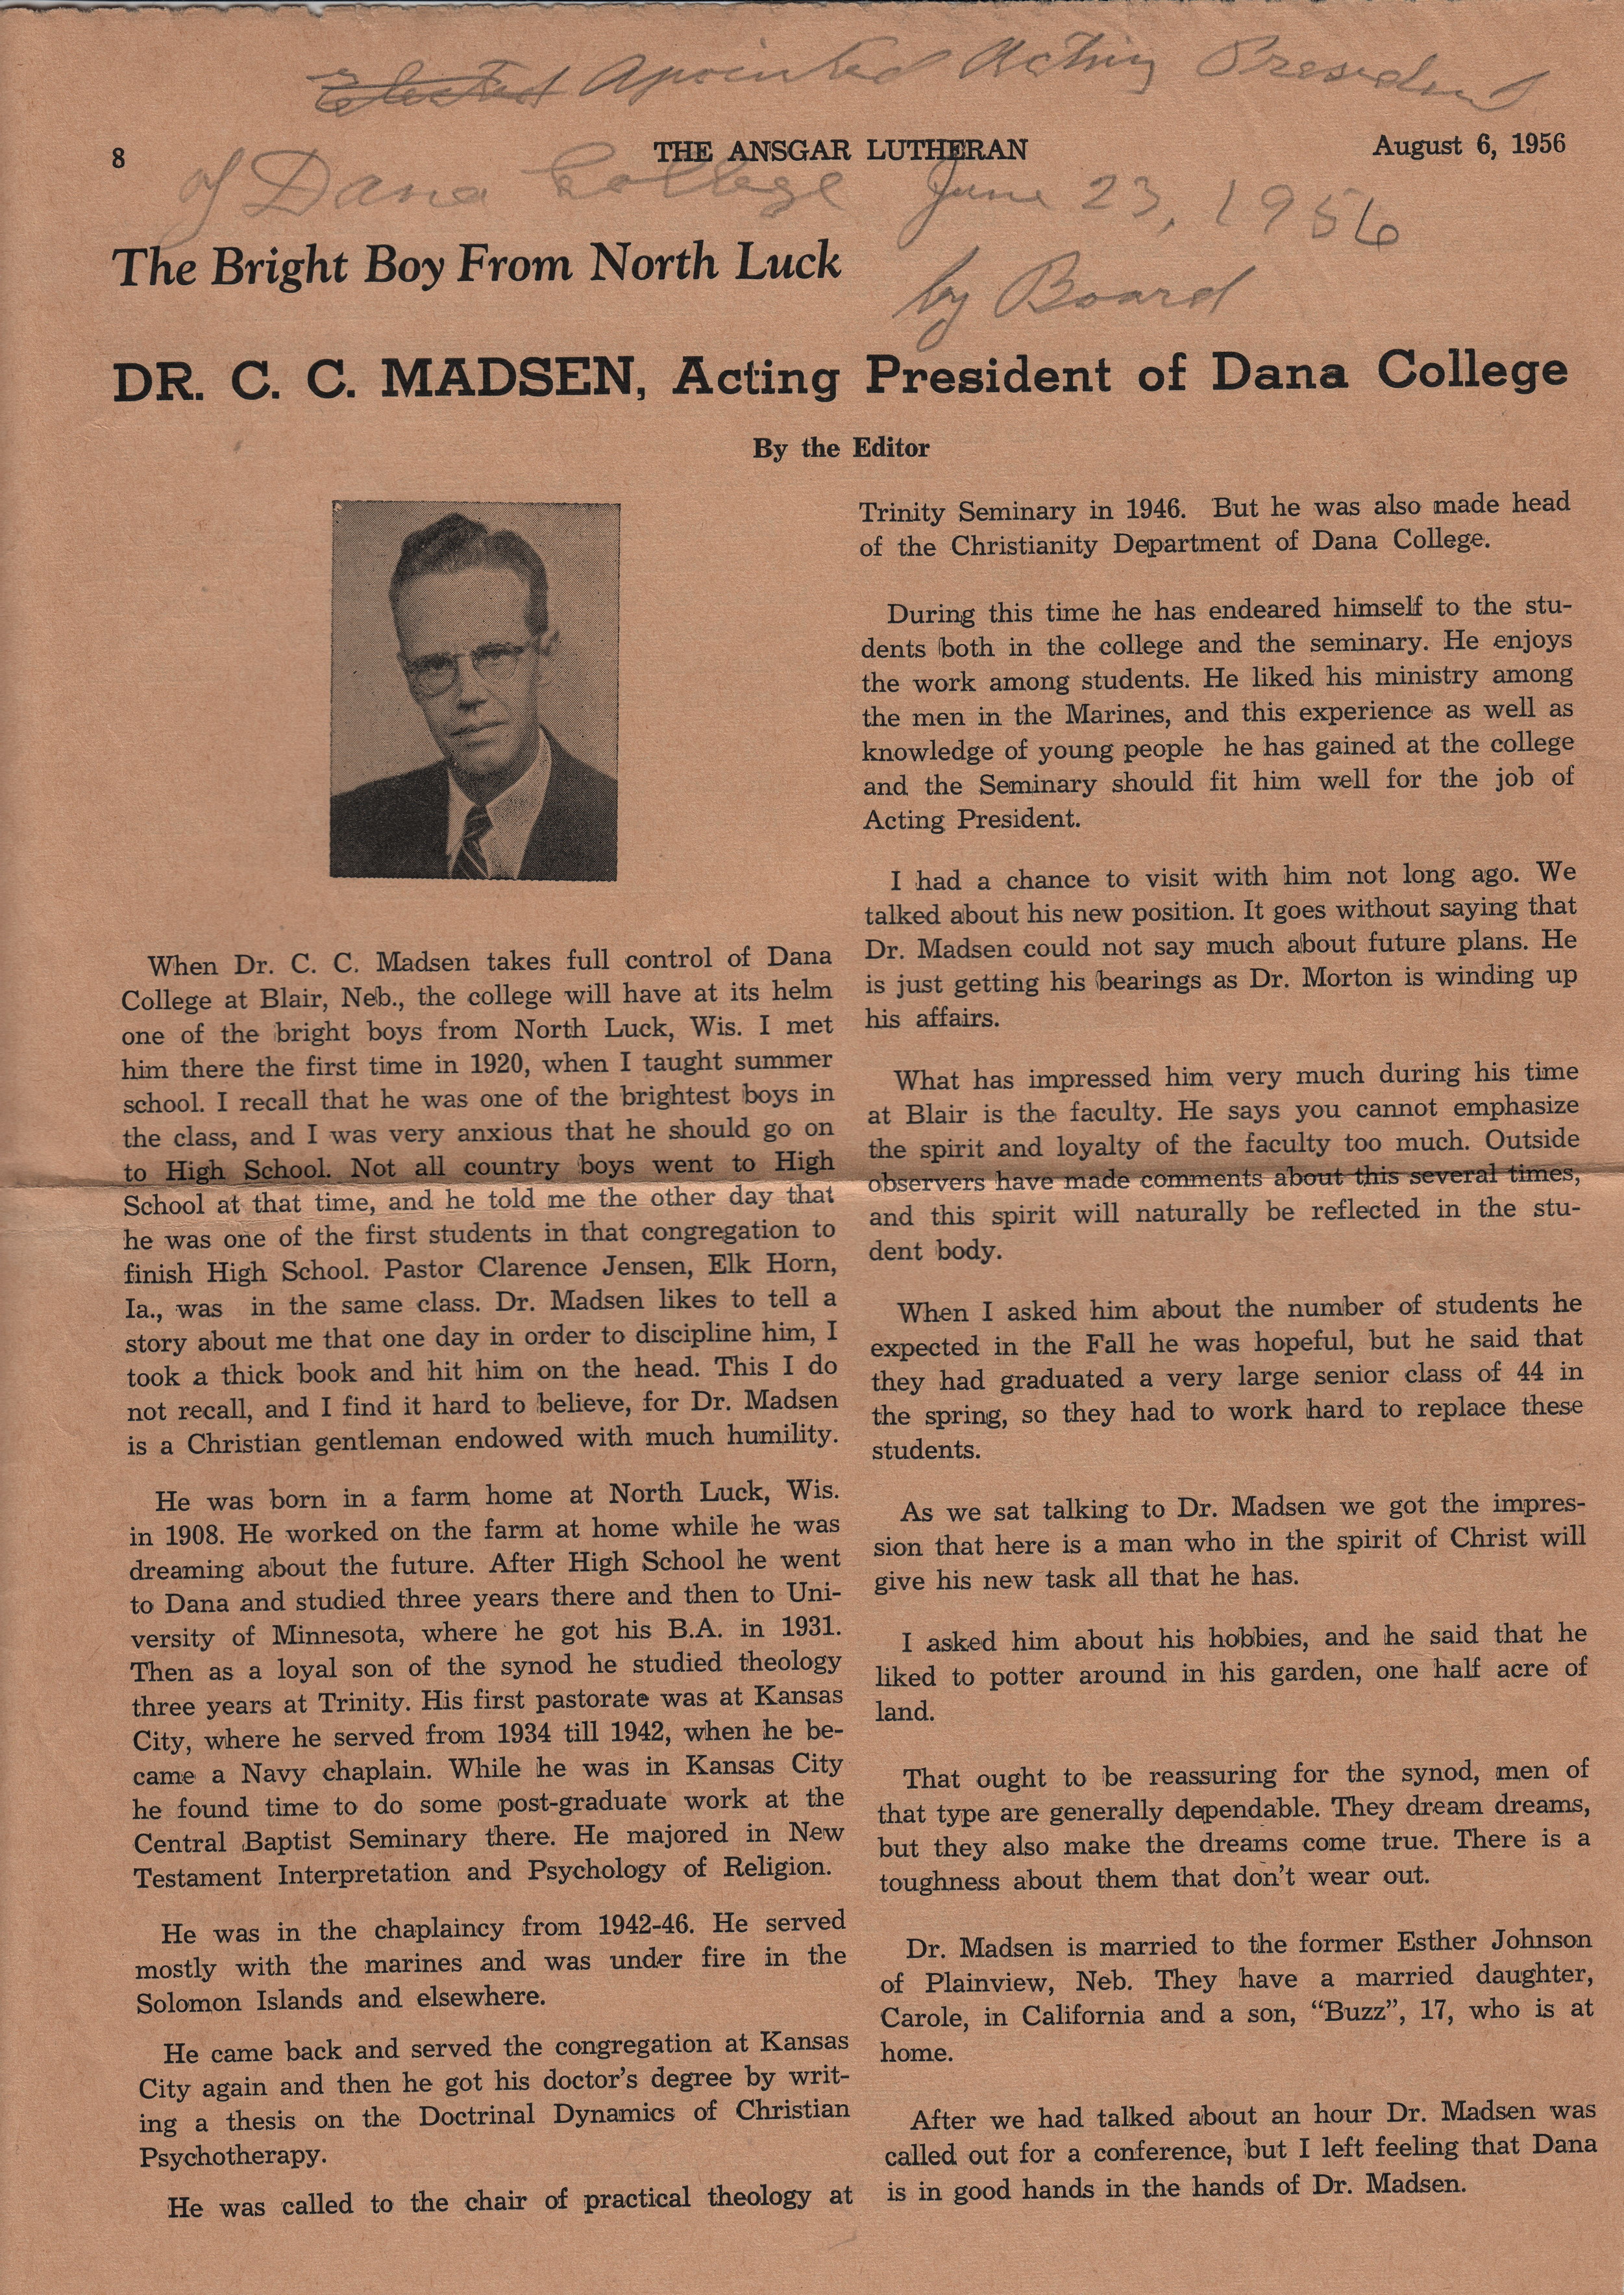 Elected Apointed Acting President
8
THE ANSGAR LUTHERAN
August 6, 1956
of Dana College June 23, 1956
The Bright Boy From North Luck
by Board
DR. C. C. MADSEN, Acting President of Dana College
By the Editor
When Dr. C. C. Madsen takes full control of Dana
College at Blair, Neb., the college will have at its helm
one of the bright boys from North Luck, Wis. I met
him there the first time in 1920, when I taught summer
school. I recall that he was one of the brightest boys in
the class, and I was very anxious that he should go on
to High School. Not all country boys went to High
School at that time, and he told me the other day that
he was one of the first students in that congregation to
finish High School. Pastor Clarence Jensen, Elk Horn,
Ia., was in the same class. Dr. Madsen likes to tell a
story about me that one day in order to discipline him, I
took a thick book and hit him on the head. This I do
not recall, and I find it hard to believe, for Dr. Madsen
is a Christian gentleman endowed with much humility.
He was born in a farm home at North Luck, Wis.
in 1908. He worked on the farm at home while he was
dreaming about the future. After High School he went
to Dana and studied three years there and then to Uni-
versity of Minnesota, where he got his B.A. in 1931.
Then as a loyal son of the synod he studied theology
three years at Trinity. His first pastorate was at Kansas
City, where he served from 1934 till 1942, when he be-
came a Navy chaplain. While he was in Kansas City
he found time to do some post-graduate work at the
Central Baptist Seminary there. He majored in New
Testament Interpretation and Psychology of Religion.
He was in the chaplaincy from 1942-46. He served
mostly with the marines and was under fire in the
Solomon Islands and elsewhere.
He came back and served the congregation at Kansas
City again and then he got his doctor's degree by writ-
ing a thesis on the Doctrinal Dynamics of Christian
Psychotherapy.
He was called to the chair of practical theology at
Trinity Seminary in 1946. But he was also made head
of the Christianity Department of Dana College.
During this time he has endeared himself to the stu-
dents both in the college and the seminary. He enjoys
the work among students. He liked his ministry among
the men in the Marines, and this experience as well as
knowledge of young people he has gained at the college
and the Seminary should fit him well for the job of
Acting President.
I had a chance to visit with him not long ago. We
talked about his new position. It goes without saying that
Dr. Madsen could not say much about future plans. He
is just getting his bearings as Dr. Morton is winding up
his affairs.
What has impressed him very much during his time
at Blair is the faculty. He says you cannot emphasize
the spirit and loyalty of the faculty too much. Outside
observers have made comments about this several times,
and this spirit will naturally be reflected in the stu-
dent body.
When I asked him about the number of students he
expected in the Fall he was hopeful, but he said that
they had graduated a very large senior class of 44 in
the spring, so they had to work hard to replace these
students.
As we sat talking to Dr. Madsen we got the impres-
sion that here is a man who in the spirit of Christ will
give his new task all that he has.
I asked him about his hobbies, and he said that he
liked to potter around in his garden, one half acre of
land.
That ought to be reassuring for the synod, men of
that type are generally dependable. They dream dreams,
but they also make the dreams come true. There is a
toughness about them that don't wear out.
Dr. Madsen is married to the former Esther Johnson
of Plainview, Neb. They have a married daughter,
Carole, in California and a son, "Buzz", 17, who is at
home.
After we had talked about an hour Dr. Madsen was
called out for a conference, but I left feeling that Dana
is in good hands in the hands of Dr. Madsen.